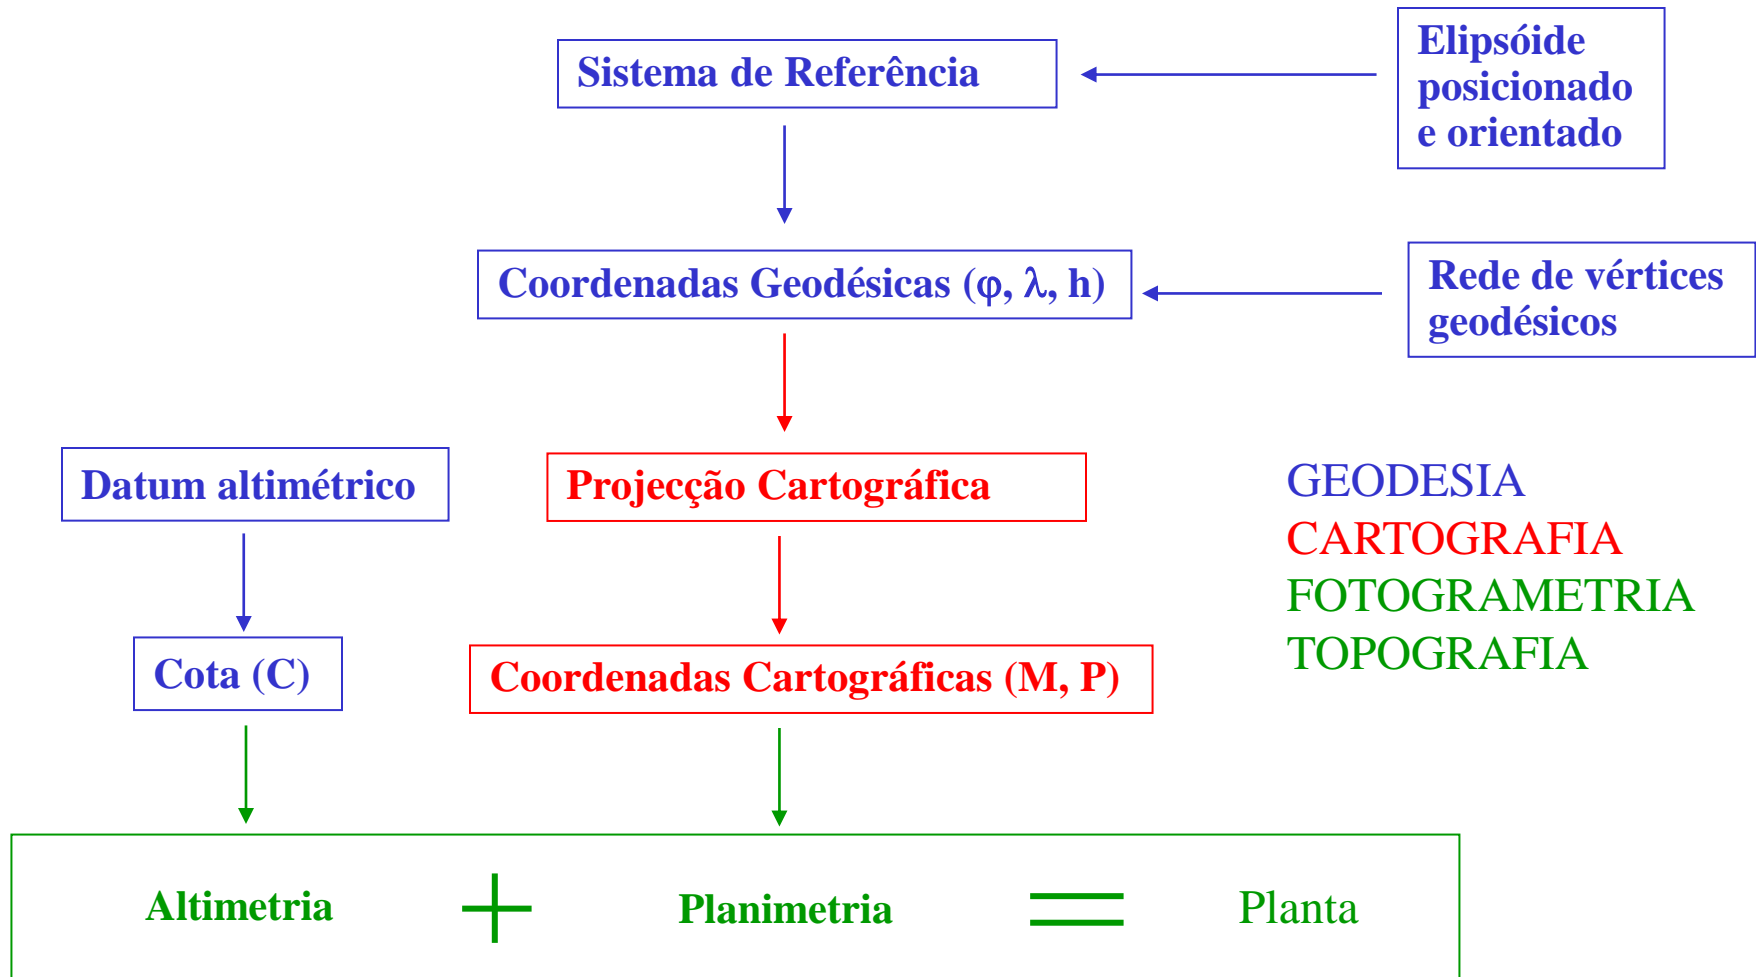 Sistema de Referência
Elipsóide
posicionado
e orientado
Coordenadas Geodésicas (φ, λ, h)
Rede de vértices
geodésicos
Datum altimétrico
Projecção Cartográfica
GEODESIA
CARTOGRAFIA
FOTOGRAMETRIA
TOPOGRAFIA
Cota (C)
Coordenadas Cartográficas (M, P)
Altimetria + Planimetria = Planta